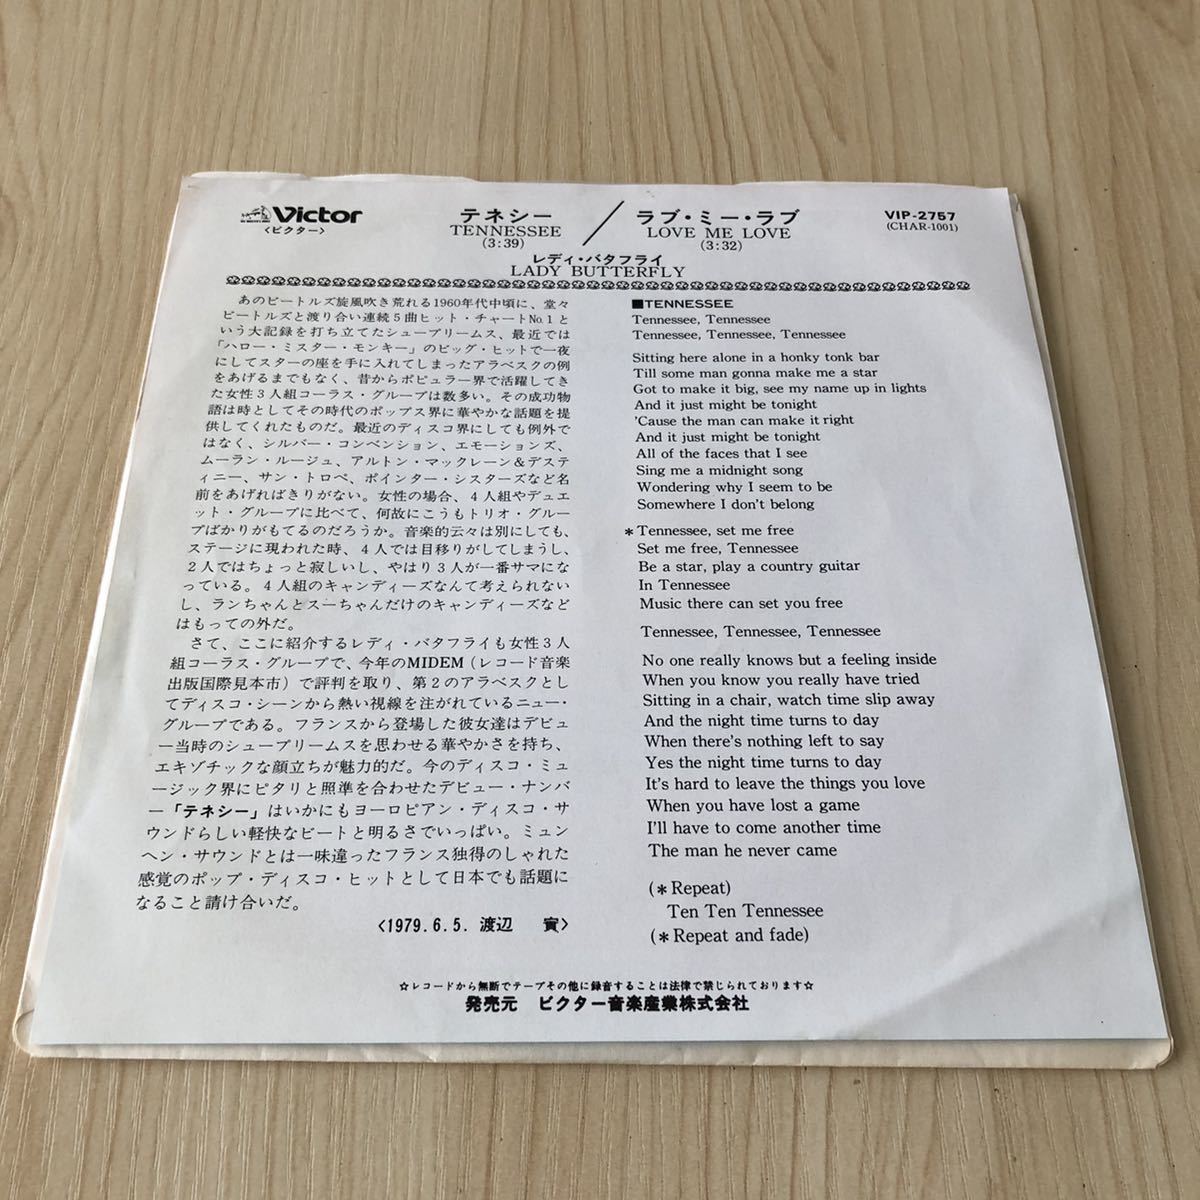 Victor
〈ビクター〉
テネシー
TENNESSEE
(3:39)
ラブ・ミー・ラブ
LOVE ME LOVE
(3:32)
VIP-2757
(CHAR-1001)
レディ・バタフライ
LADY BUTTERFLY
あのビートルズ旋風吹き荒れる1960年代中頃に、堂々
ビートルズと渡り合い連続5曲ヒット・チャートNo.1と
いう大記録を打ち立てたシュープリームス、最近では
「ハロー・ミスター・モンキー」のビッグ・ヒットで一夜
にしてスターの座を手に入れてしまったアラベスクの例
をあげるまでもなく、昔からポピュラー界で活躍してき
た女性3人組コーラス・グループは数多い。その成功物
語は時としてその時代のポップス界に華やかな話題を提
供してくれたものだ。最近のディスコ界にしても例外で
はなく、シルバー・コンベンション、エモーションズ、
ムーラン・ルージュ、アルトン・マックレーン&デステ
ィニー、サン・トロペ、ポインター・シスターズなど名
前をあげればきりがない。女性の場合、4人組やデュエ
ット・グループに比べて、何故にこうもトリオ・グルー
プばかりがもてるのだろうか。音楽的云々は別にしても、
ステージに現われた時、4人では目移りがしてしまうし、
2人ではちょっと寂しいし、やはり3人が一番サマにな
っている。4人組のキャンディーズなんて考えられない
し、ランちゃんとスーちゃんだけのキャンディーズなど
はもっての外だ。
さて、ここに紹介するレディ・バタフライも女性3人
組コーラス・グループで、今年のMIDEM(レコード音楽
出版国際見本市)で評判を取り、第2のアラベスクとし
てディスコ・シーンから熱い視線を注がれているニュー・
グループである。フランスから登場した彼女達はデビュ
ー当時のシュープリームスを思わせる華やかさを持ち、
エキゾチックな顔立ちが魅力的だ。今のディスコ・ミュ
ージック界にピタリと照準を合わせたデビュー・ナンバ
ー「テネシー」はいかにもヨーロピアン・ディスコ・サ
ウンドらしい軽快なビートと明るさでいっぱい。ミュン
ヘン・サウンドとは一味違ったフランス独得のしゃれた
感覚のポップ・ディスコ・ヒットとして日本でも話題に
なること請け合いだ。
〈1979.6.5. 渡辺 寅〉
■TENNESSEE
Tennessee, Tennessee
Tennessee, Tennessee, Tennessee
Sitting here alone in a honky tonk bar
Till some man gonna make me a star
Got to make it big, see my name up in lights
And it just might be tonight
'Cause the man can make it right
And it just might be tonight
All of the faces that I see
Sing me a midnight song
Wondering why I seem to be
Somewhere I don't belong
*Tennessee, set me free
Set me free, Tennessee
Be a star, play a country guitar
In Tennessee
Music there can set you free
Tennessee, Tennessee, Tennessee
No one really knows but a feeling inside
When you know you really have tried
Sitting in a chair, watch time slip away
And the night time turns to day
When there's nothing left to say
Yes the night time turns to day
It's hard to leave the things you love
When you have lost a game
I'll have to come another time
The man he never came
(*Repeat)
Ten Ten Tennessee
(*Repeat and fade)
☆レコードから無断でテープその他に録音することは法律で禁じられております☆
発売元 ビクター音楽産業株式会社